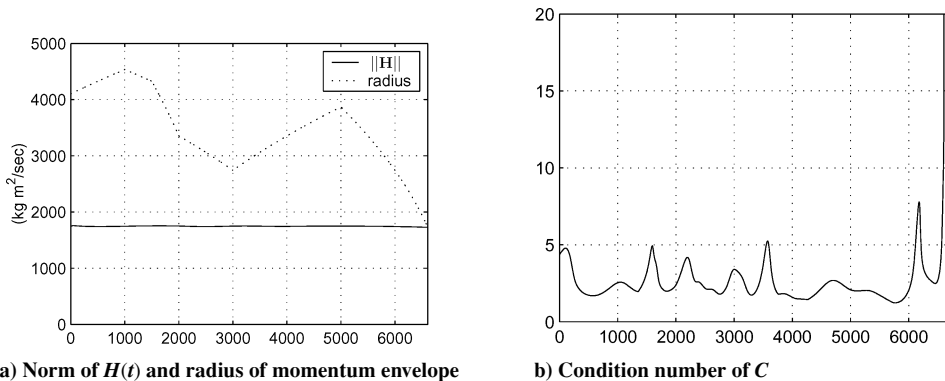 5000
4000
3000
2000
1000
0
(kg m²/sec)
||H||
radius
0 1000 2000 3000 4000 5000 6000
a) Norm of H(t) and radius of momentum envelope
20
15
10
5
0
0 1000 2000 3000 4000 5000 6000
b) Condition number of C